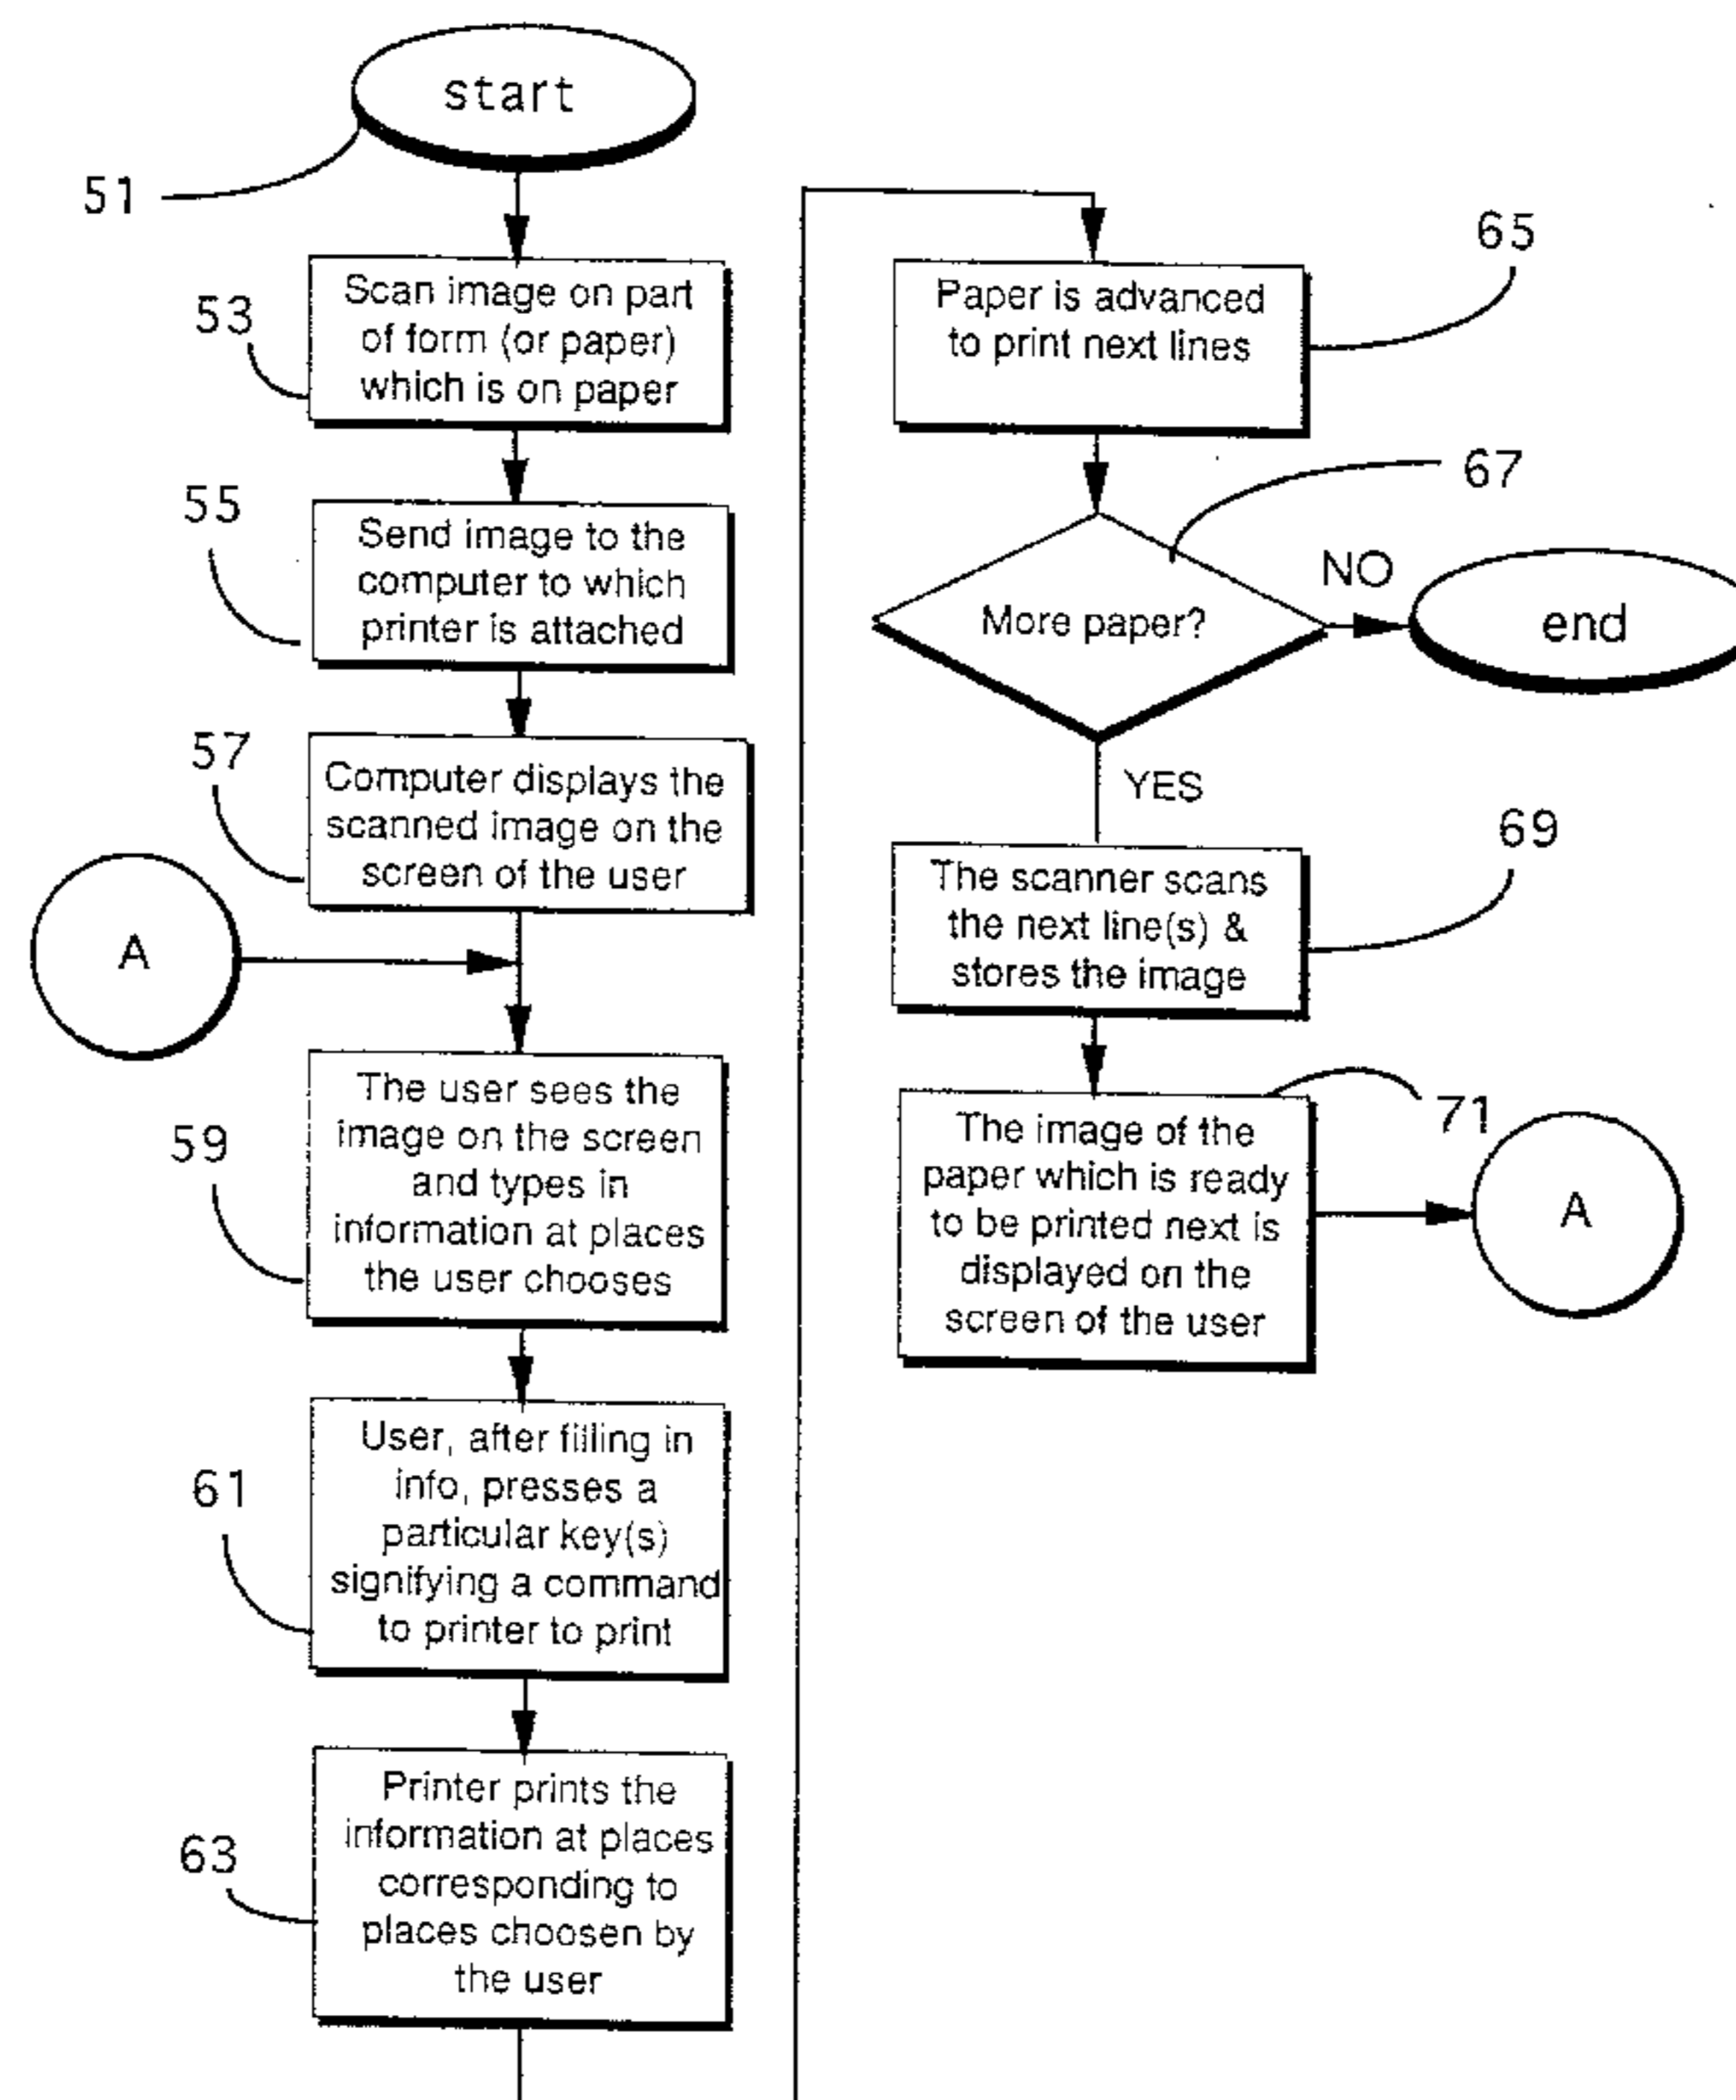 start
51
53
Scan image on part
of form (or paper)
which is on paper
55
Send image to the
computer to which
printer is attached
57
Computer displays the
scanned image on the
screen of the user
A
59
The user sees the
image on the screen
and types in
information at places
the user chooses
61
User, after filling in
info, presses a
particular key(s)
signifying a command
to printer to print
63
Printer prints the
information at places
corresponding to
places choosen by
the user
65
Paper is advanced
to print next lines
67
More paper?
NO
end
YES
69
The scanner scans
the next line(s) &
stores the image
71
The image of the
paper which is ready
to be printed next is
displayed on the
screen of the user
A